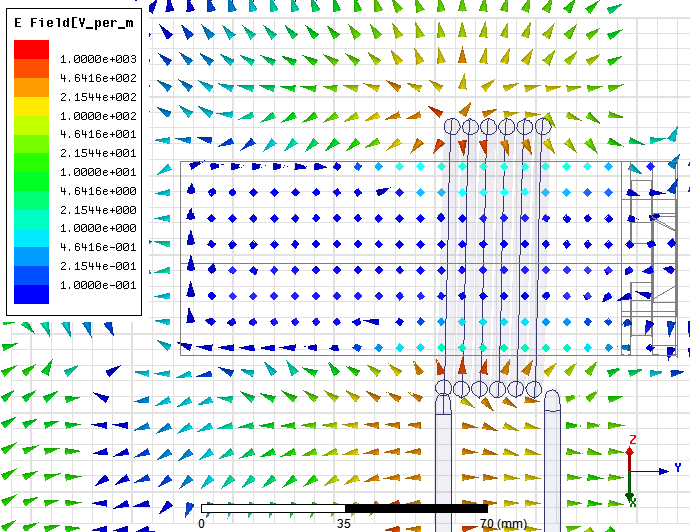 E Field[V_per_m
1.0000e+003
4.6416e+002
2.1544e+002
1.0000e+002
4.6416e+001
2.1544e+001
1.0000e+001
4.6416e+000
2.1544e+000
1.0000e+000
4.6416e-001
2.1544e-001
1.0000e-001
Z
Y
X
0
35
70 (mm)